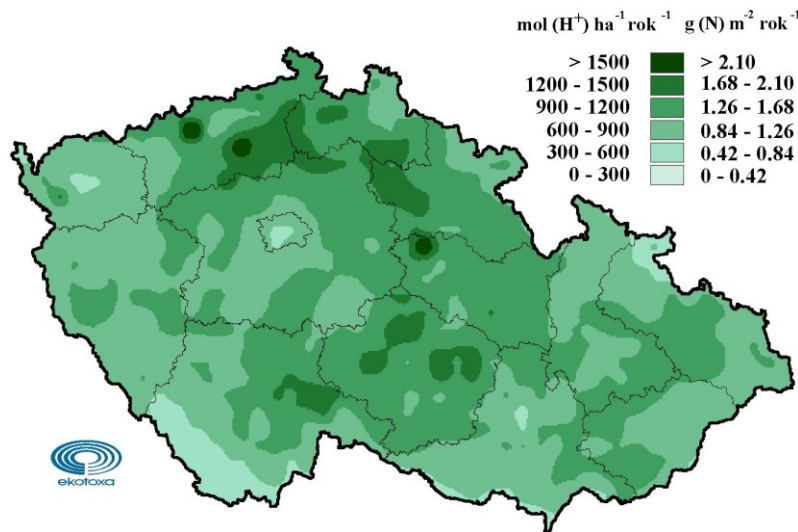 mol (H⁺) ha⁻¹ rok⁻¹ g (N) m⁻² rok⁻¹
> 1500 > 2.10
1200 - 1500 1.68 - 2.10
900 - 1200 1.26 - 1.68
600 - 900 0.84 - 1.26
300 - 600 0.42 - 0.84
0 - 300 0 - 0.42
ekotoxa